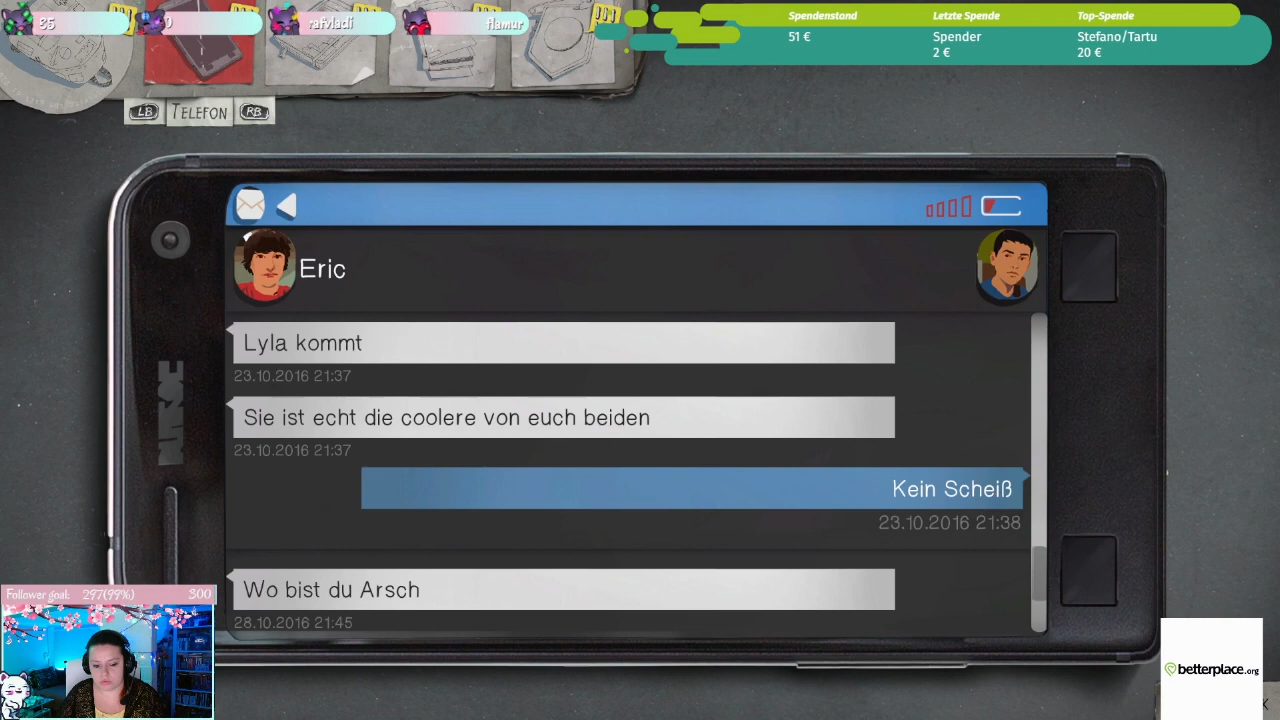 85
rafvladi
flamur
Spendenstand
Letzte Spende
Top-Spende
51 €
Spender
2 €
Stefano/Tartu
20 €
LB
TELEFON
RB
Eric
Lyla kommt
23.10.2016 21:37
Sie ist echt die coolere von euch beiden
23.10.2016 21:37
Kein Scheiß
23.10.2016 21:38
Wo bist du Arsch
28.10.2016 21:45
Follower goal: 297(99%) 300
betterplace.org
X